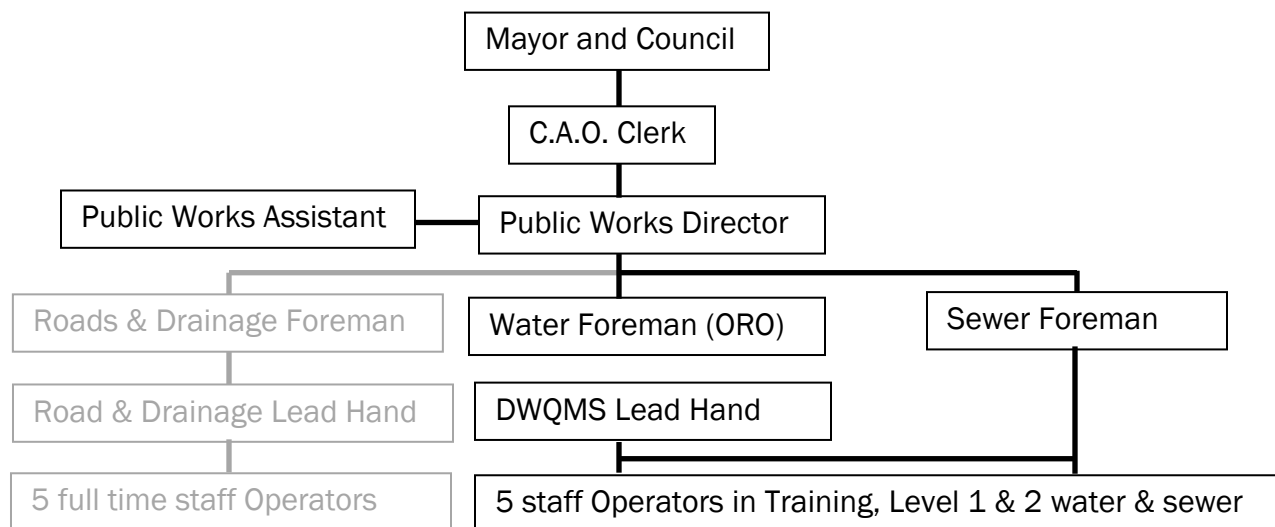 Mayor and Council
C.A.O. Clerk
Public Works Assistant
Public Works Director
Roads & Drainage Foreman
Water Foreman (ORO)
Sewer Foreman
Road & Drainage Lead Hand
DWQMS Lead Hand
5 full time staff Operators
5 staff Operators in Training, Level 1 & 2 water & sewer